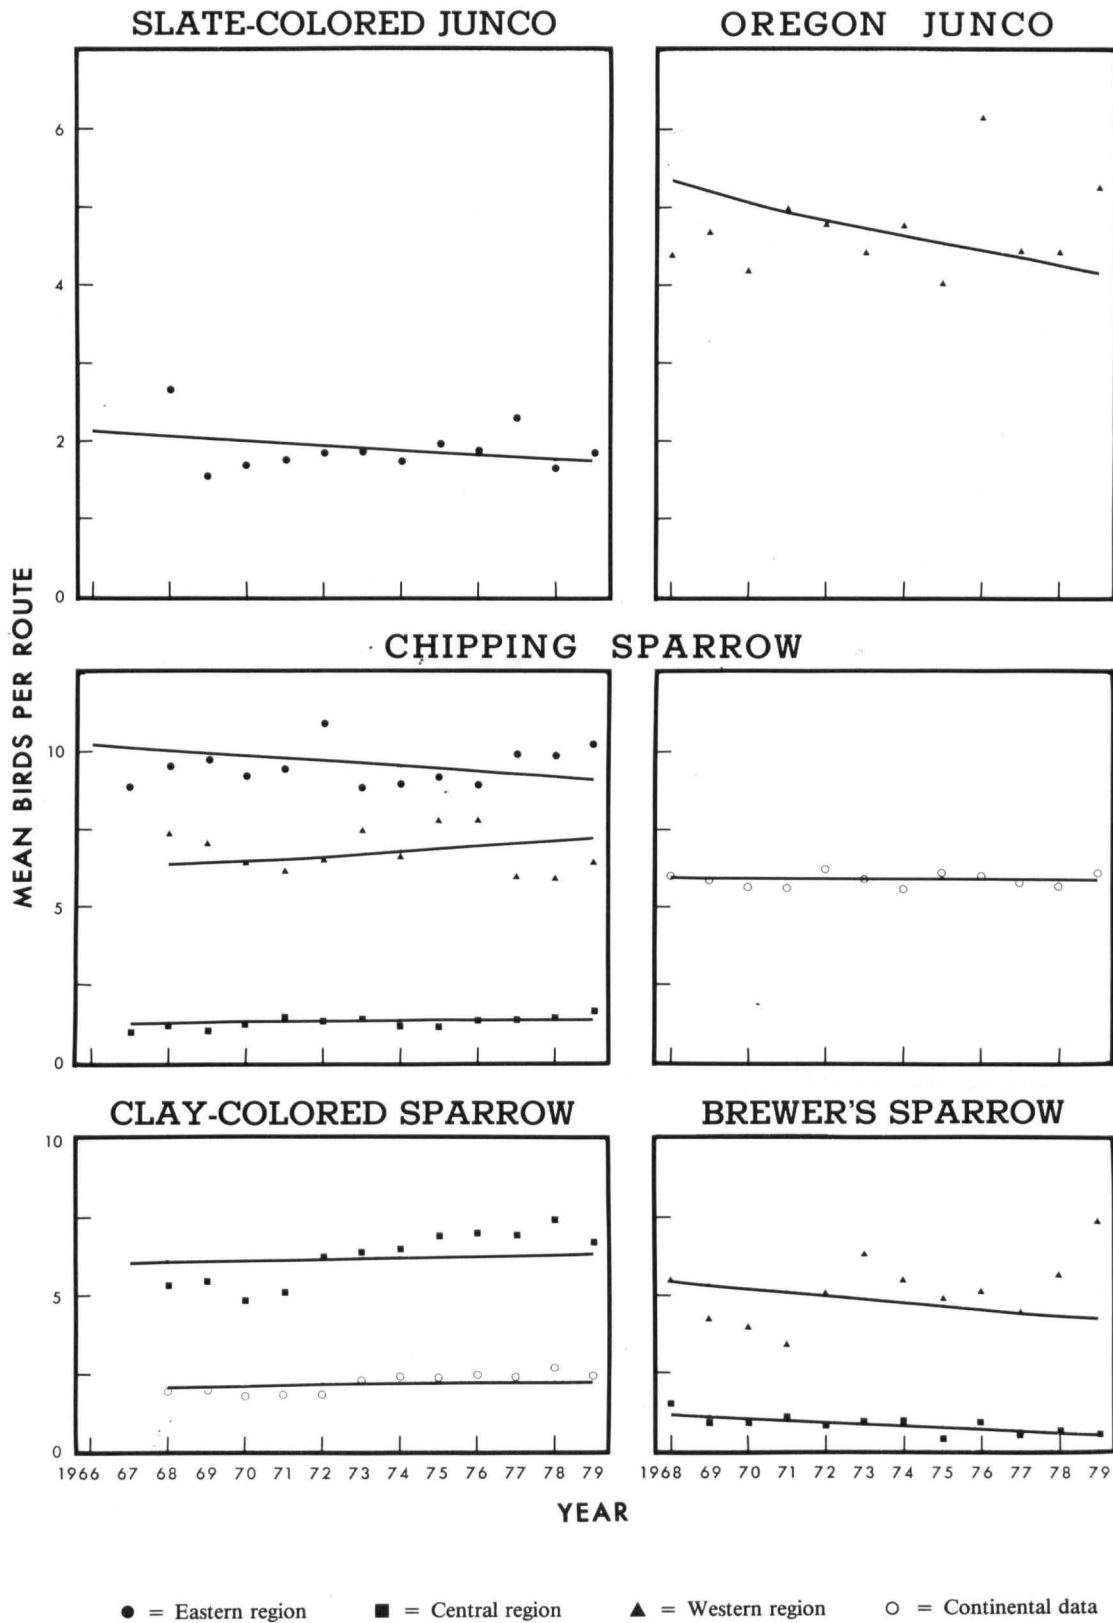 SLATE-COLORED JUNCO
OREGON JUNCO
6
4
2
0
MEAN BIRDS PER ROUTE
CHIPPING SPARROW
10
5
0
CLAY-COLORED SPARROW
BREWER'S SPARROW
10
5
0
1966 67 68 69 70 71 72 73 74 75 76 77 78 79
1968 69 70 71 72 73 74 75 76 77 78 79
YEAR
● = Eastern region ■ = Central region ▲ = Western region ○ = Continental data